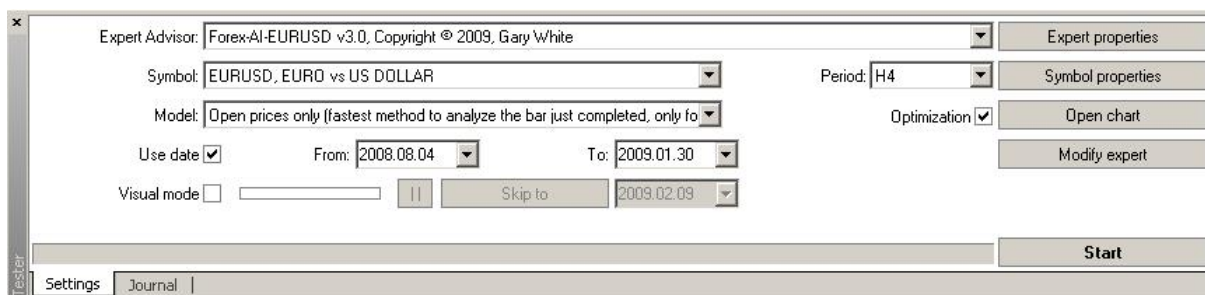 ×
Expert Advisor: Forex-AI-EURUSD v3.0, Copyright © 2009, Gary White Expert properties
Symbol: EURUSD, EURO vs US DOLLAR Period: H4 Symbol properties
Model: Open prices only (fastest method to analyze the bar just completed, only fo Optimization Open chart
Use date From: 2008.08.04 To: 2009.01.30 Modify expert
Visual mode Skip to 2009.02.09
Start
Tester
Settings Journal